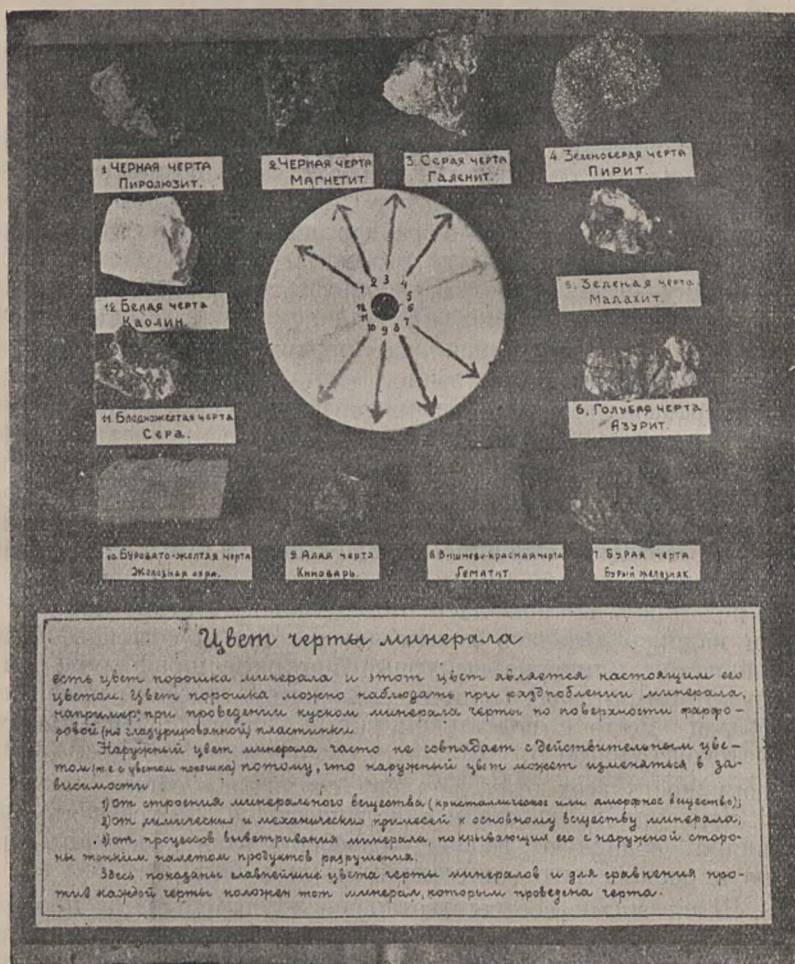 1 ЧЕРНАЯ ЧЕРТА
ПИРОЛЮЗИТ.
2. ЧЕРНАЯ ЧЕРТА
МАГНЕТИТ.
3. СЕРАЯ ЧЕРТА
ГАЛЕНИТ.
4. ЗЕЛЕНОСЕРАЯ ЧЕРТА
ПИРИТ.
12 БЕЛАЯ ЧЕРТА
КАОЛИН.
1 2 3 4 5 6 7 8 9 10 11 12
5. ЗЕЛЕНАЯ ЧЕРТА
МАЛАХИТ.
11 БЛЕДНОЖЕЛТАЯ ЧЕРТА
СЕРА.
6. ГОЛУБАЯ ЧЕРТА
АЗУРИТ.
10 БУРОВАТО-ЖЕЛТАЯ ЧЕРТА
ЖЕЛЕЗНАЯ ОХРА.
9. АЛАЯ ЧЕРТА
КИНОВАРЬ.
8 ВИШНЕВО-КРАСНАЯ ЧЕРТА
ГЕМАТИТ
7. БУРАЯ ЧЕРТА.
БУРЫЙ ЖЕЛЕЗНЯК.
Цвет черты минерала
есть цвет порошка минерала и этот цвет является настоящим его
цветом. Цвет порошка можно наблюдать при раздроблении минерала,
например, при проведении куском минерала черты по поверхности фарфо-
ровой (не глазурированной) пластинки.
Наружный цвет минерала часто не совпадает с действительным цве-
том (т.е. с цветом порошка) потому, что наружный цвет может изменяться в за-
висимости
1) от строения минерального вещества (кристаллическое или аморфное вещество);
2) от химических и механических примесей к основному веществу минерала;
3) от процессов выветривания минерала, покрывающих его с наружной сторо-
ны тонким налетом продуктов разрушения.
Здесь показаны главнейшие цвета черты минералов и для сравнения про-
тив каждой черты положен тот минерал, которым проведена черта.